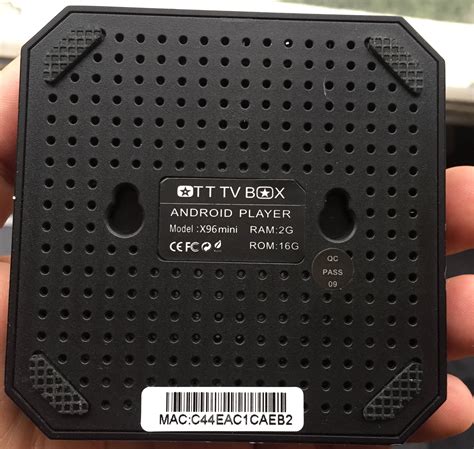 OTT TV BOX
ANDROID PLAYER
Model:X96mini RAM:2G
CE FC ROM:16G
QC
PASS
09
MAC:C44EAC1CAEB2